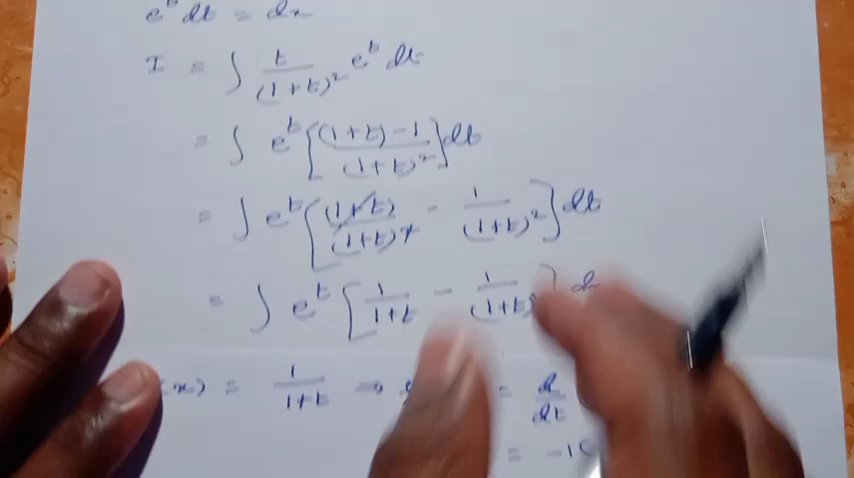 e^t dt = dx
I = ∫ t/(1+t)² e^t dt
= ∫ e^t [(1+t)-1/(1+t)²] dt
= ∫ e^t [(1+t)/(1+t)² - 1/(1+t)²] dt
= ∫ e^t [1/1+t - 1/(1+t)²]
(x) = 1/1+t ⇒ = d/dt
= -1(